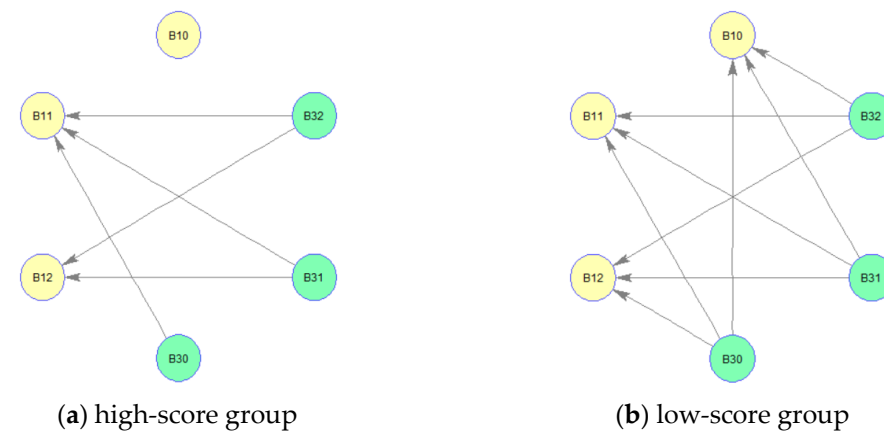 B10
B11
B32
B12
B31
B30
(a) high-score group
B10
B11
B32
B12
B31
B30
(b) low-score group